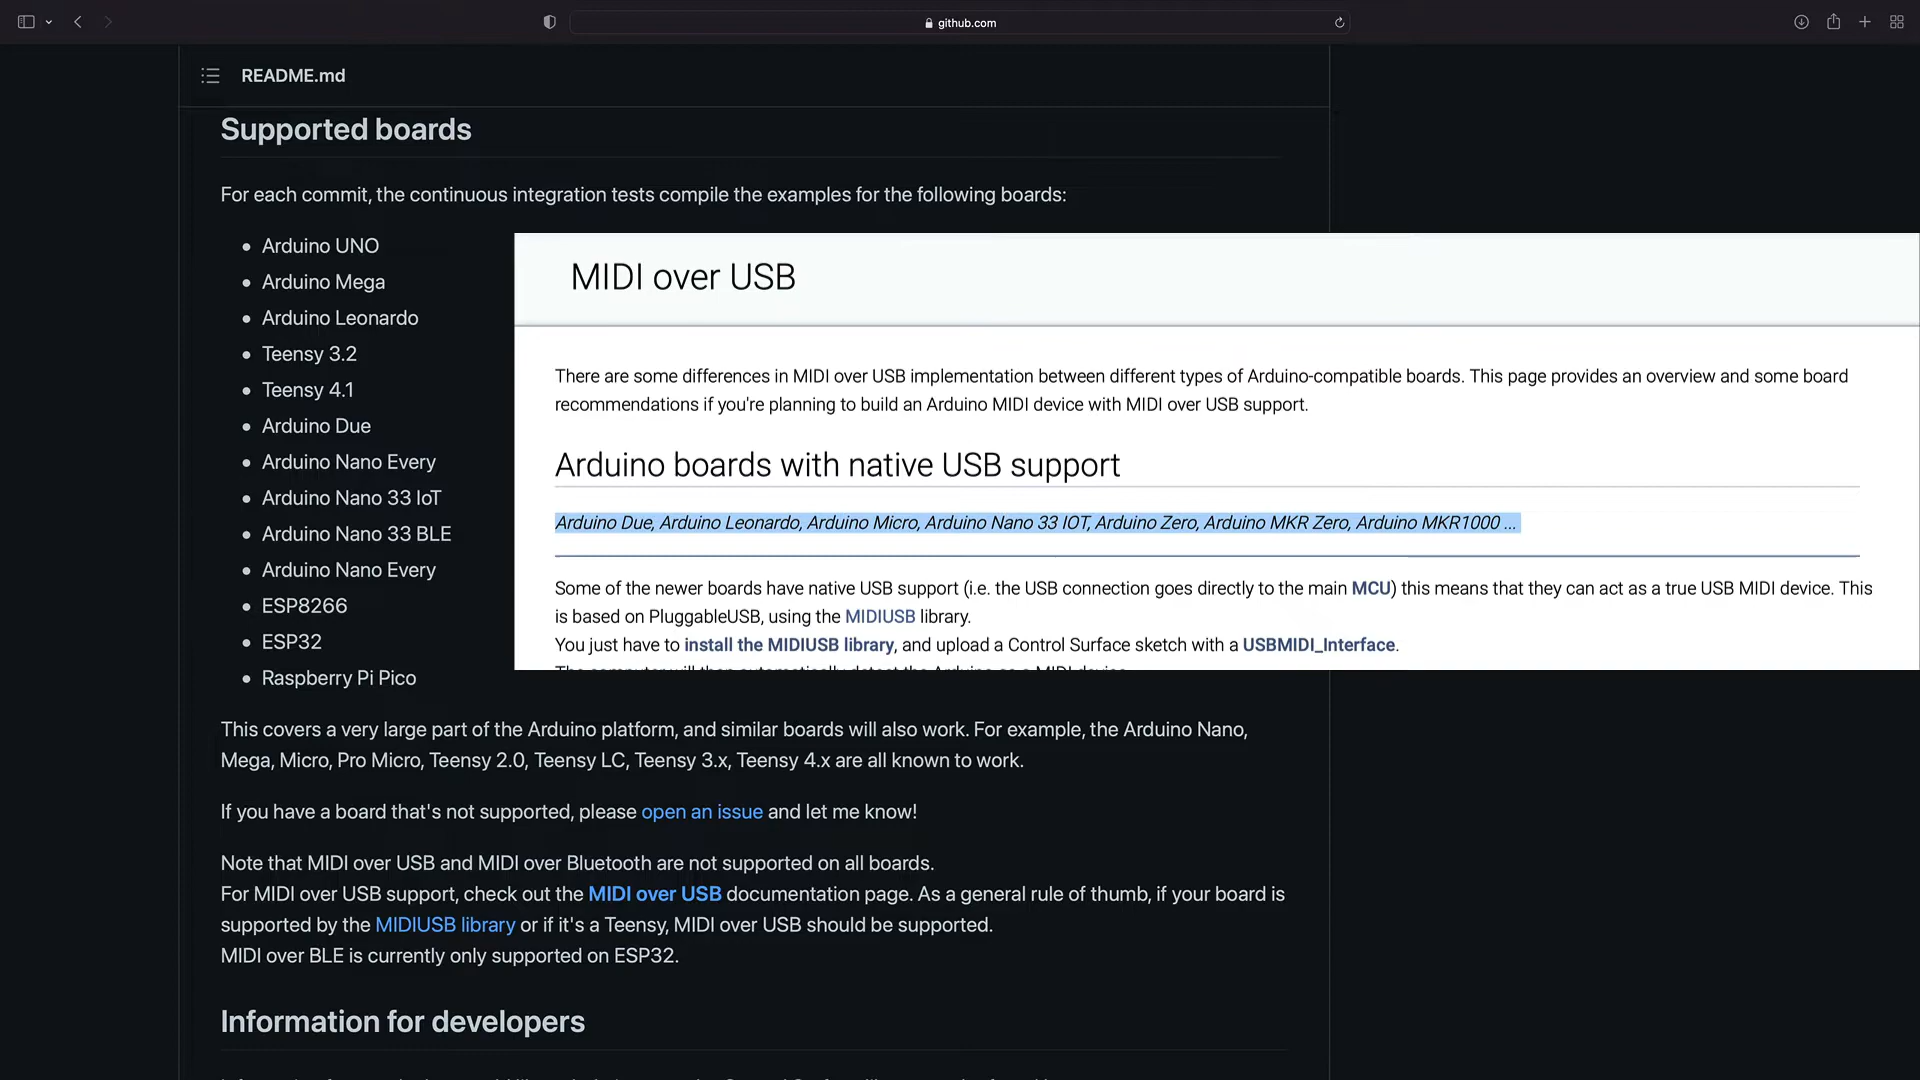 github.com
README.md
Supported boards
For each commit, the continuous integration tests compile the examples for the following boards:
Arduino UNO
Arduino Mega
Arduino Leonardo
Teensy 3.2
Teensy 4.1
Arduino Due
Arduino Nano Every
Arduino Nano 33 IoT
Arduino Nano 33 BLE
Arduino Nano Every
ESP8266
ESP32
Raspberry Pi Pico
MIDI over USB
There are some differences in MIDI over USB implementation between different types of Arduino-compatible boards. This page provides an overview and some board
recommendations if you're planning to build an Arduino MIDI device with MIDI over USB support.
Arduino boards with native USB support
Arduino Due, Arduino Leonardo, Arduino Micro, Arduino Nano 33 IOT, Arduino Zero, Arduino MKR Zero, Arduino MKR1000 ...
Some of the newer boards have native USB support (i.e. the USB connection goes directly to the main MCU) this means that they can act as a true USB MIDI device. This
is based on PluggableUSB, using the MIDIUSB library.
You just have to install the MIDIUSB library, and upload a Control Surface sketch with a USBMIDI_Interface.
The computer will then automatically detect the Arduino as a MIDI device.
This covers a very large part of the Arduino platform, and similar boards will also work. For example, the Arduino Nano,
Mega, Micro, Pro Micro, Teensy 2.0, Teensy LC, Teensy 3.x, Teensy 4.x are all known to work.
If you have a board that's not supported, please open an issue and let me know!
Note that MIDI over USB and MIDI over Bluetooth are not supported on all boards.
For MIDI over USB support, check out the MIDI over USB documentation page. As a general rule of thumb, if your board is
supported by the MIDIUSB library or if it's a Teensy, MIDI over USB should be supported.
MIDI over BLE is currently only supported on ESP32.
Information for developers